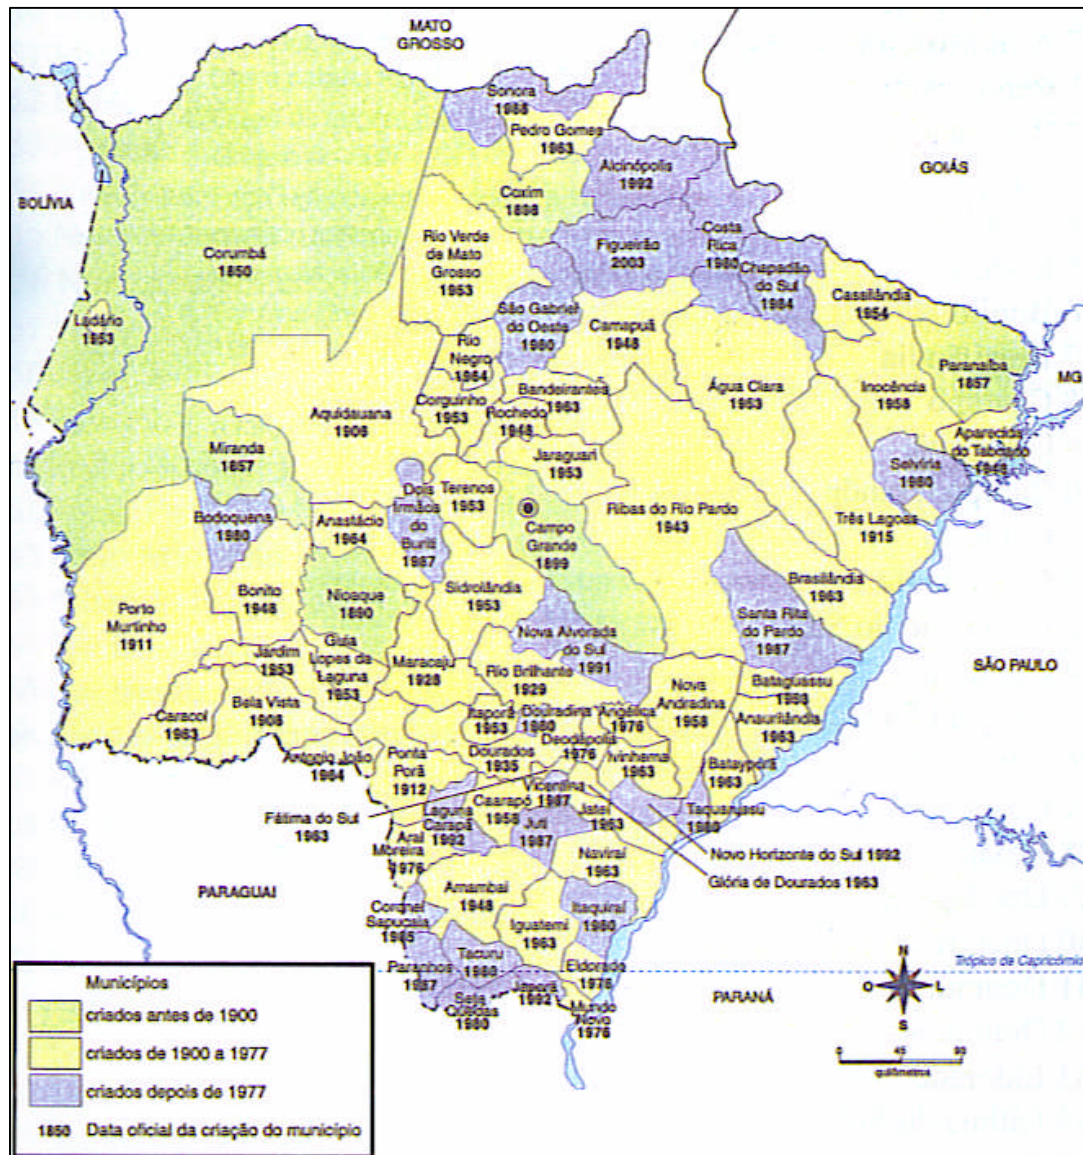 MATO
GROSSO
Sonora
1988
Pedro Gomes
1963
Alcinópolis
1992
GOIÁS
BOLÍVIA
Coxim
1898
Corumbá
1850
Rio Verde
de Mato
Grosso
1953
Figueirão
2003
Costa
Rica
1980
Chapadão
do Sul
1984
Cassilândia
1954
Ladário
1953
São Gabriel
do Oeste
1980
Camapuã
1948
Rio
Negro
1964
Paranaíba
1857
MG
Água Clara
1953
Inocência
1958
Bandeirantes
1963
Corguinho
1953
Rochedo
1948
Aquidauana
1906
Aparecida
do Taboado
1948
Miranda
1857
Jaraguari
1953
Selvíria
1980
Dois
Irmãos
do
Buriti
1987
Terenos
1953
Ribas do Rio Pardo
1943
Três Lagoas
1915
Bodoquena
1980
Anastácio
1964
Campo
Grande
1899
Brasilândia
1963
Bonito
1948
Nioaque
1890
Sidrolândia
1953
Santa Rita
do Pardo
1987
Porto
Murtinho
1911
Nova Alvorada
do Sul
1991
Jardim
1953
Guia
Lopes da
Laguna
1953
Maracaju
1928
Rio Brilhante
1929
Nova
Andradina
1958
Bataguassu
1963
SÃO PAULO
Caracol
1963
Bela Vista
1908
Itaporã
1953
Douradina
1980
Angélica
1976
Anaurilândia
1963
Deodápolis
1976
Antonio João
1964
Ponta
Porã
1912
Dourados
1935
Ivinhema
1963
Batayporã
1963
Fátima do Sul
1963
Laguna
Carapã
1992
Caarapó
1958
Vicentina
1987
Jateí
1963
Taquarussu
1980
Juti
1987
Aral
Moreira
1976
Naviraí
1963
Novo Horizonte do Sul 1992
Glória de Dourados 1963
PARAGUAI
Amambai
1948
Coronel
Sapucaia
1985
Iguatemi
1963
Itaquiraí
1980
Tacuru
1980
Paranhos
1987
Eldorado
1976
Japorã
1992
Sete
Quedas
1980
Mundo
Novo
1976
PARANÁ
Trópico de Capricórnio
N
O
L
S
0 45 90
quilômetros
Municípios
criados antes de 1900
criados de 1900 a 1977
criados depois de 1977
1850 Data oficial da criação do município